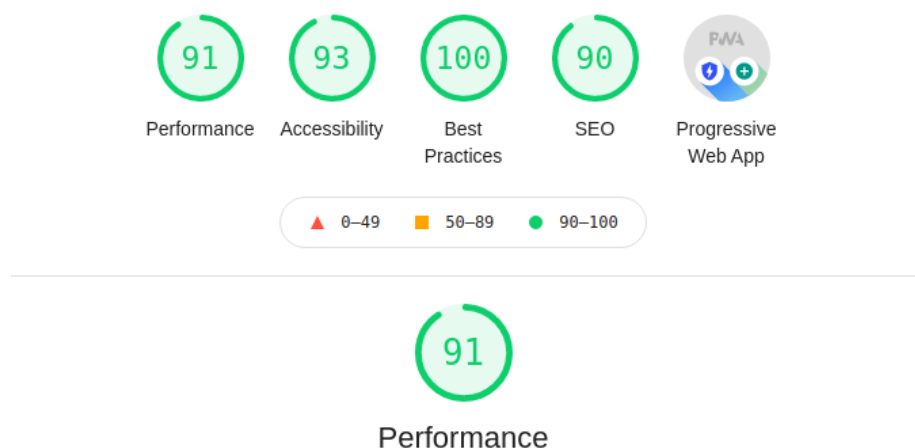 91 93 100 90 PWA
Performance Accessibility Best Practices SEO Progressive Web App
0–49 50–89 90–100
91
Performance